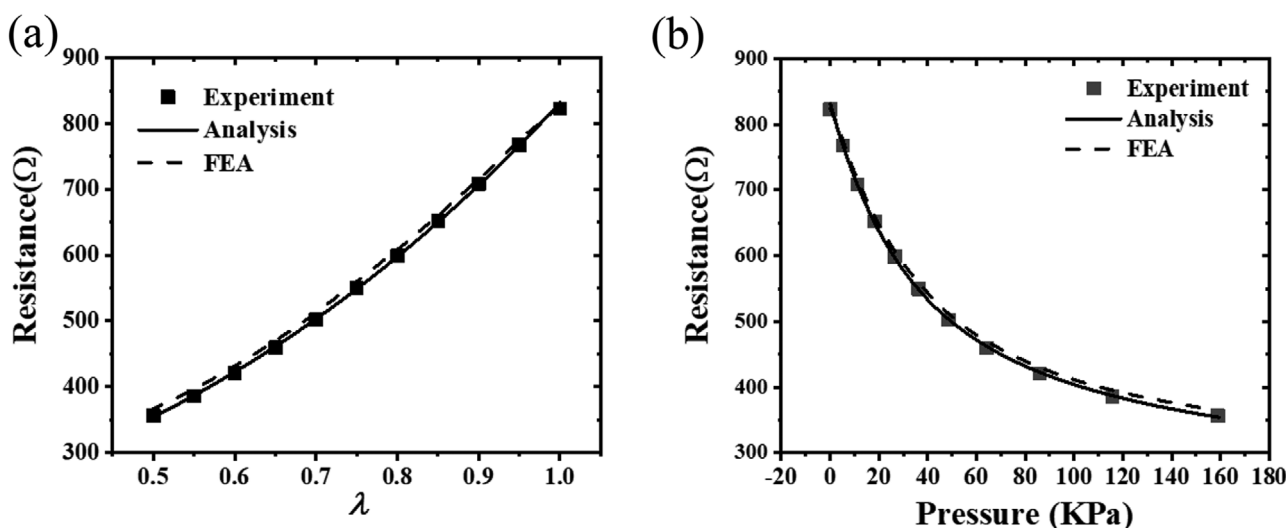 (a)
900
800
700
600
500
400
300
Resistance(Ω)
Experiment
Analysis
FEA
0.5 0.6 0.7 0.8 0.9 1.0
λ
(b)
900
800
700
600
500
400
300
Resistance(Ω)
Experiment
Analysis
FEA
-20 0 20 40 60 80 100 120 140 160 180
Pressure (KPa)